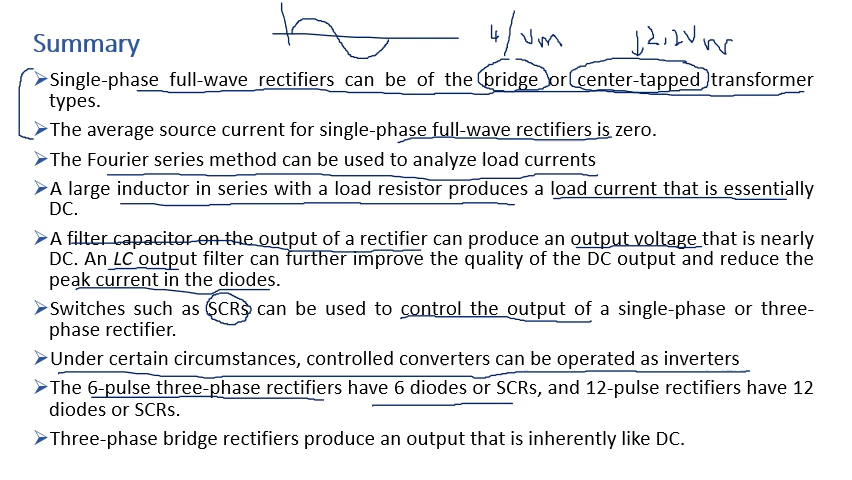 Summary
4/Vm
↓2,2Vm
➢Single-phase full-wave rectifiers can be of the bridge or center-tapped transformer
types.
➢The average source current for single-phase full-wave rectifiers is zero.
➢The Fourier series method can be used to analyze load currents
➢A large inductor in series with a load resistor produces a load current that is essentially
DC.
➢A filter capacitor on the output of a rectifier can produce an output voltage that is nearly
DC. An LC output filter can further improve the quality of the DC output and reduce the
peak current in the diodes.
➢Switches such as SCRs can be used to control the output of a single-phase or three-
phase rectifier.
➢Under certain circumstances, controlled converters can be operated as inverters
➢The 6-pulse three-phase rectifiers have 6 diodes or SCRs, and 12-pulse rectifiers have 12
diodes or SCRs.
➢Three-phase bridge rectifiers produce an output that is inherently like DC.